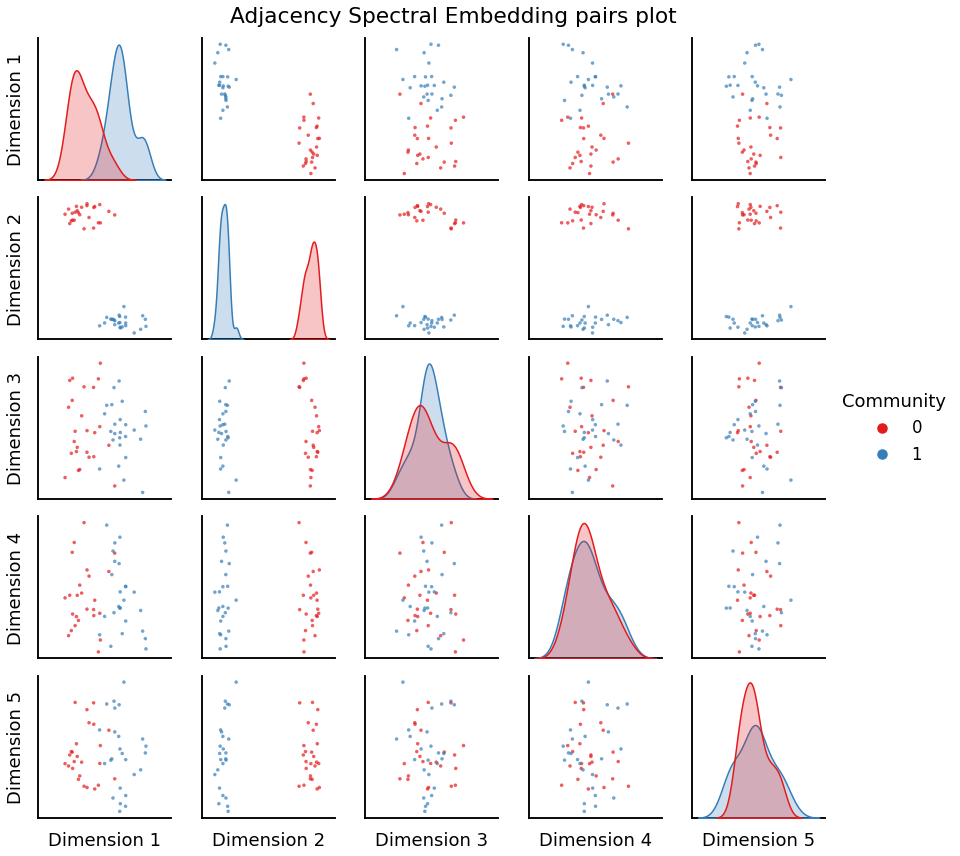 Adjacency Spectral Embedding pairs plot
Dimension 1
Dimension 2
Dimension 3
Dimension 4
Dimension 5
Community
0
1
Dimension 1
Dimension 2
Dimension 3
Dimension 4
Dimension 5